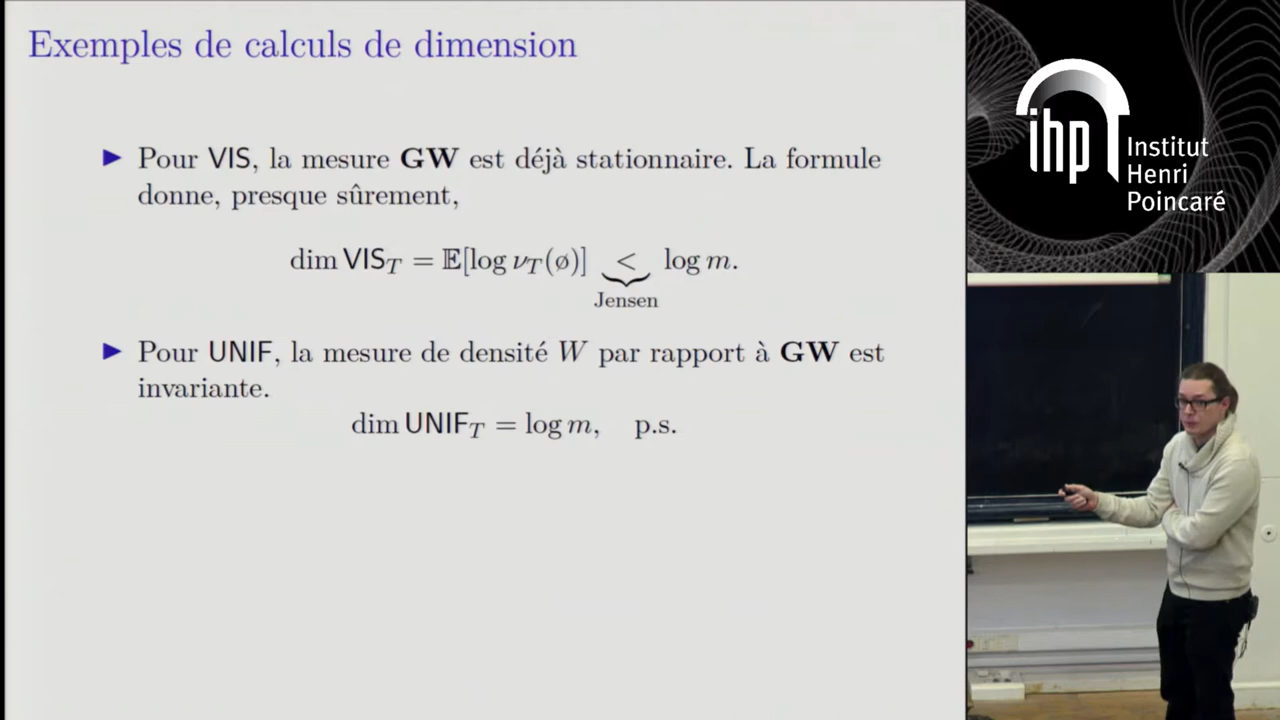 Exemples de calculs de dimension
▶ Pour VIS, la mesure GW est déjà stationnaire. La formule
donne, presque sûrement,
dim VIS_T = 𝔼[log ν_T(ø)] < log m.
Jensen
▶ Pour UNIF, la mesure de densité W par rapport à GW est
invariante.
dim UNIF_T = log m, p.s.
ihp
Institut
Henri
Poincaré